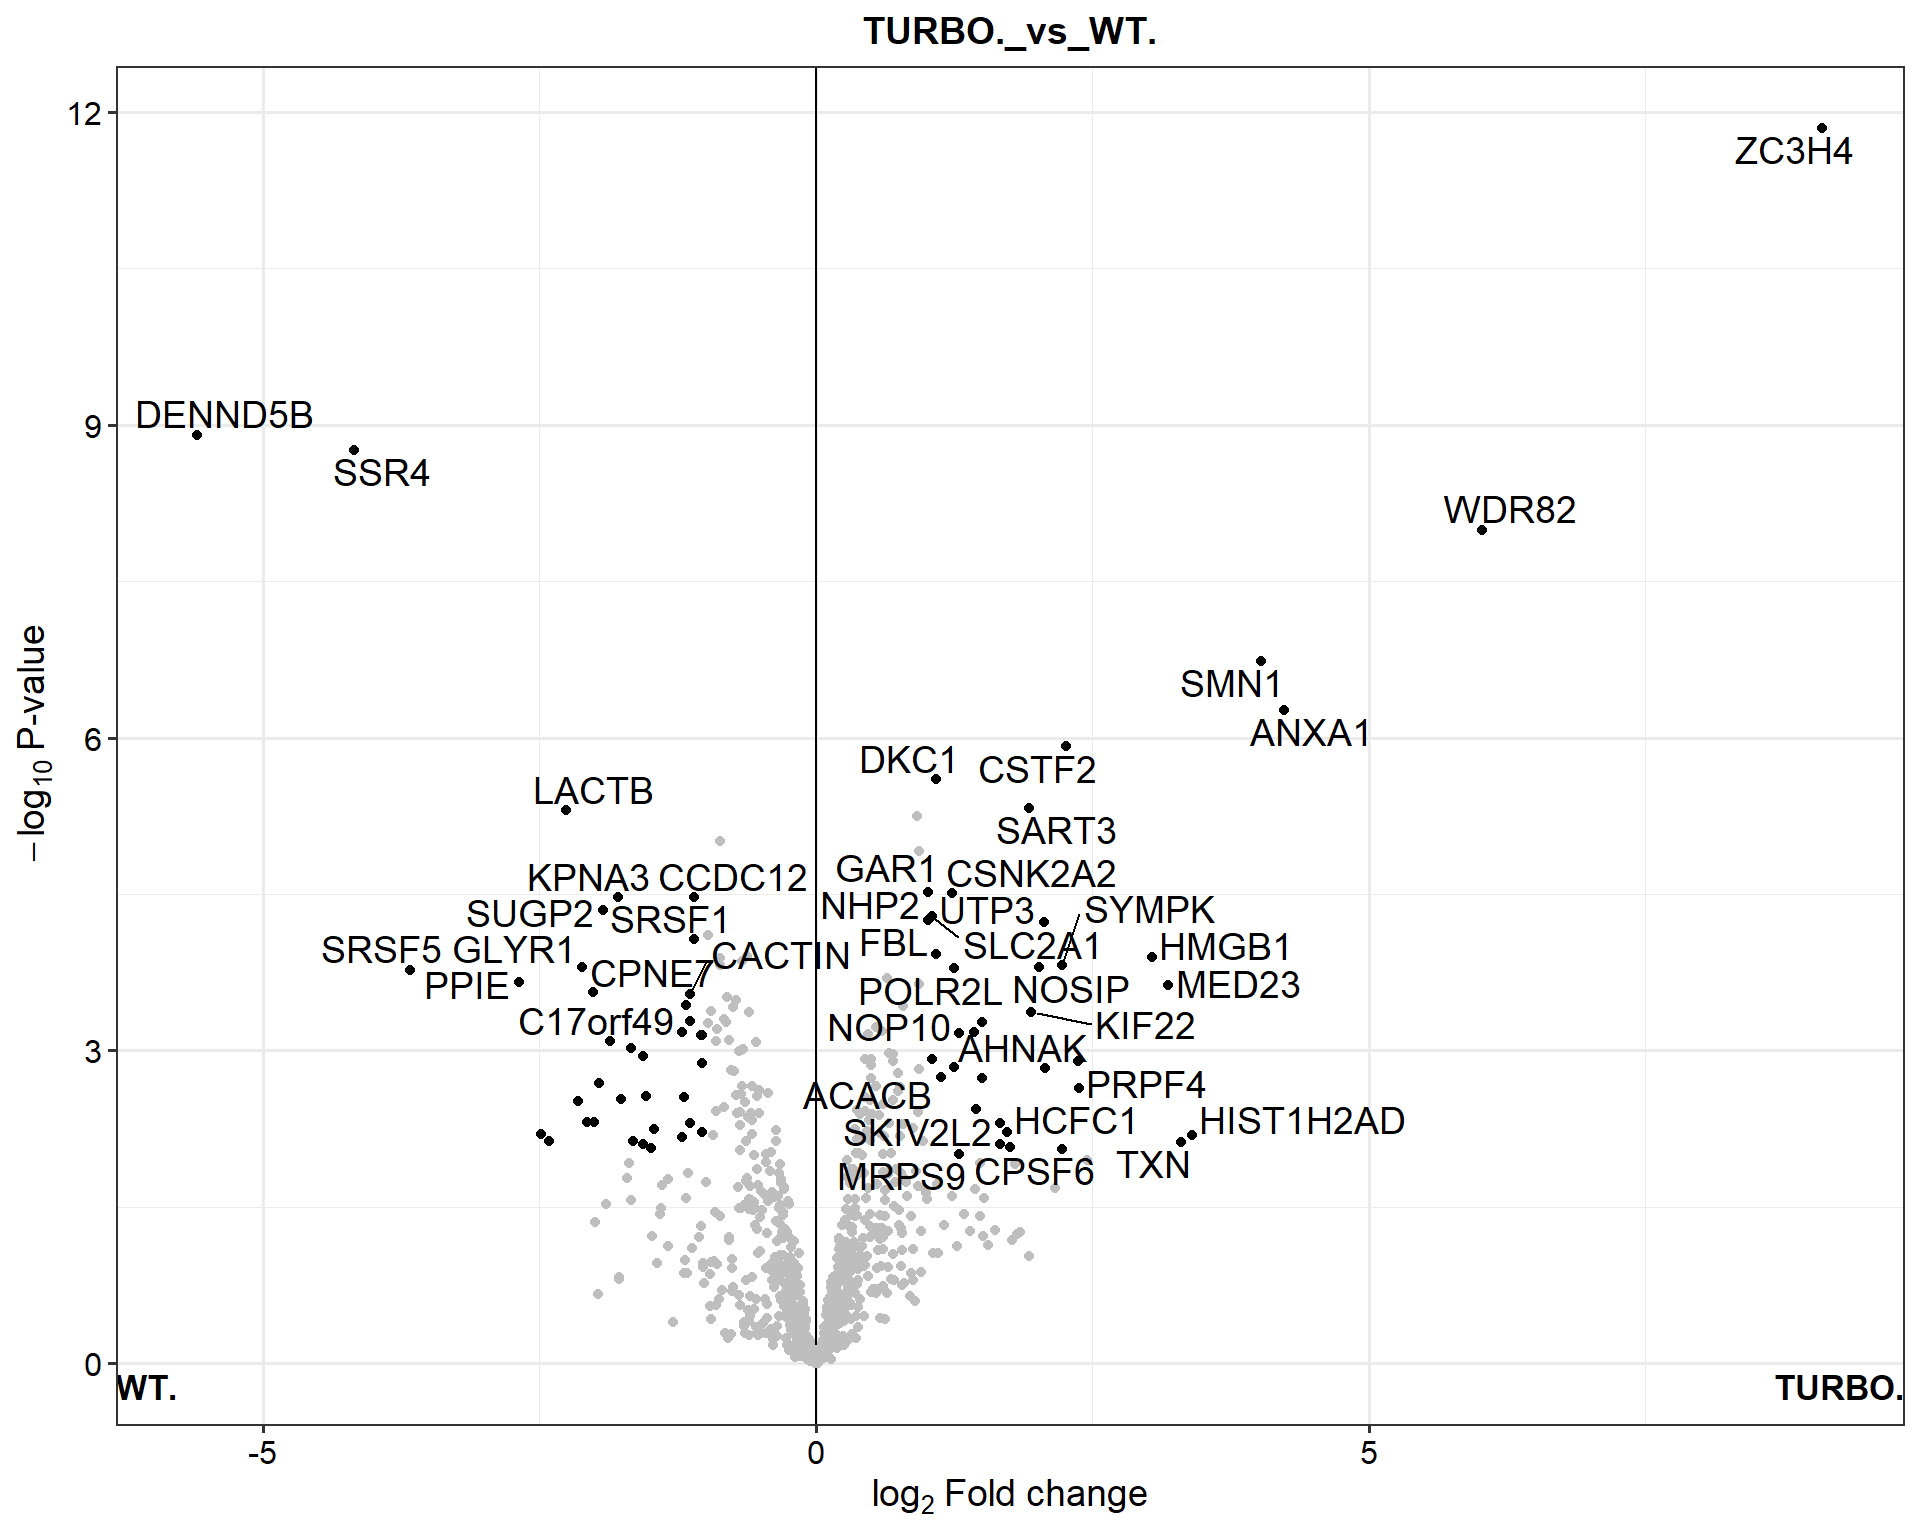 TURBO._vs_WT.
12
ZC3H4
9
DENND5B
SSR4
WDR82
SMN1
ANXA1
6
DKC1
CSTF2
LACTB
SART3
KPNA3 CCDC12
GAR1 CSNK2A2
SUGP2 SRSF1
NHP2 UTP3 SYMPK
SRSF5 GLYR1 CACTIN
FBL SLC2A1 HMGB1
PPIE CPNE7
POLR2L NOSIP MED23
C17orf49
NOP10 KIF22
3
AHNAK
ACACB PRPF4
SKIV2L2 HCFC1 HIST1H2AD
MRPS9 CPSF6 TXN
0
WT. TURBO.
-5 0 5
log2 Fold change
−log10 P-value